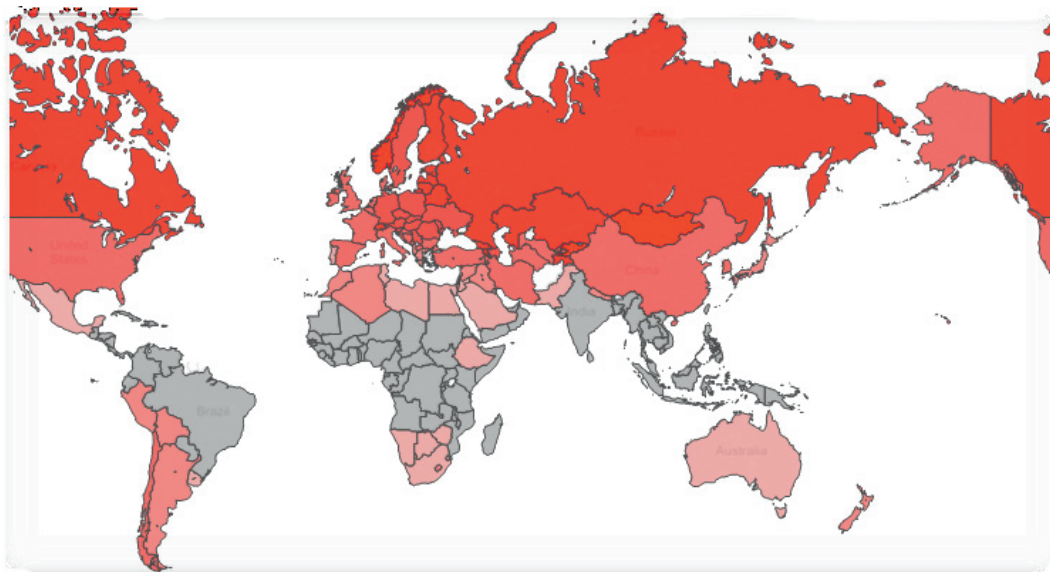 Russia
United
States
China
India
Brazil
Australia